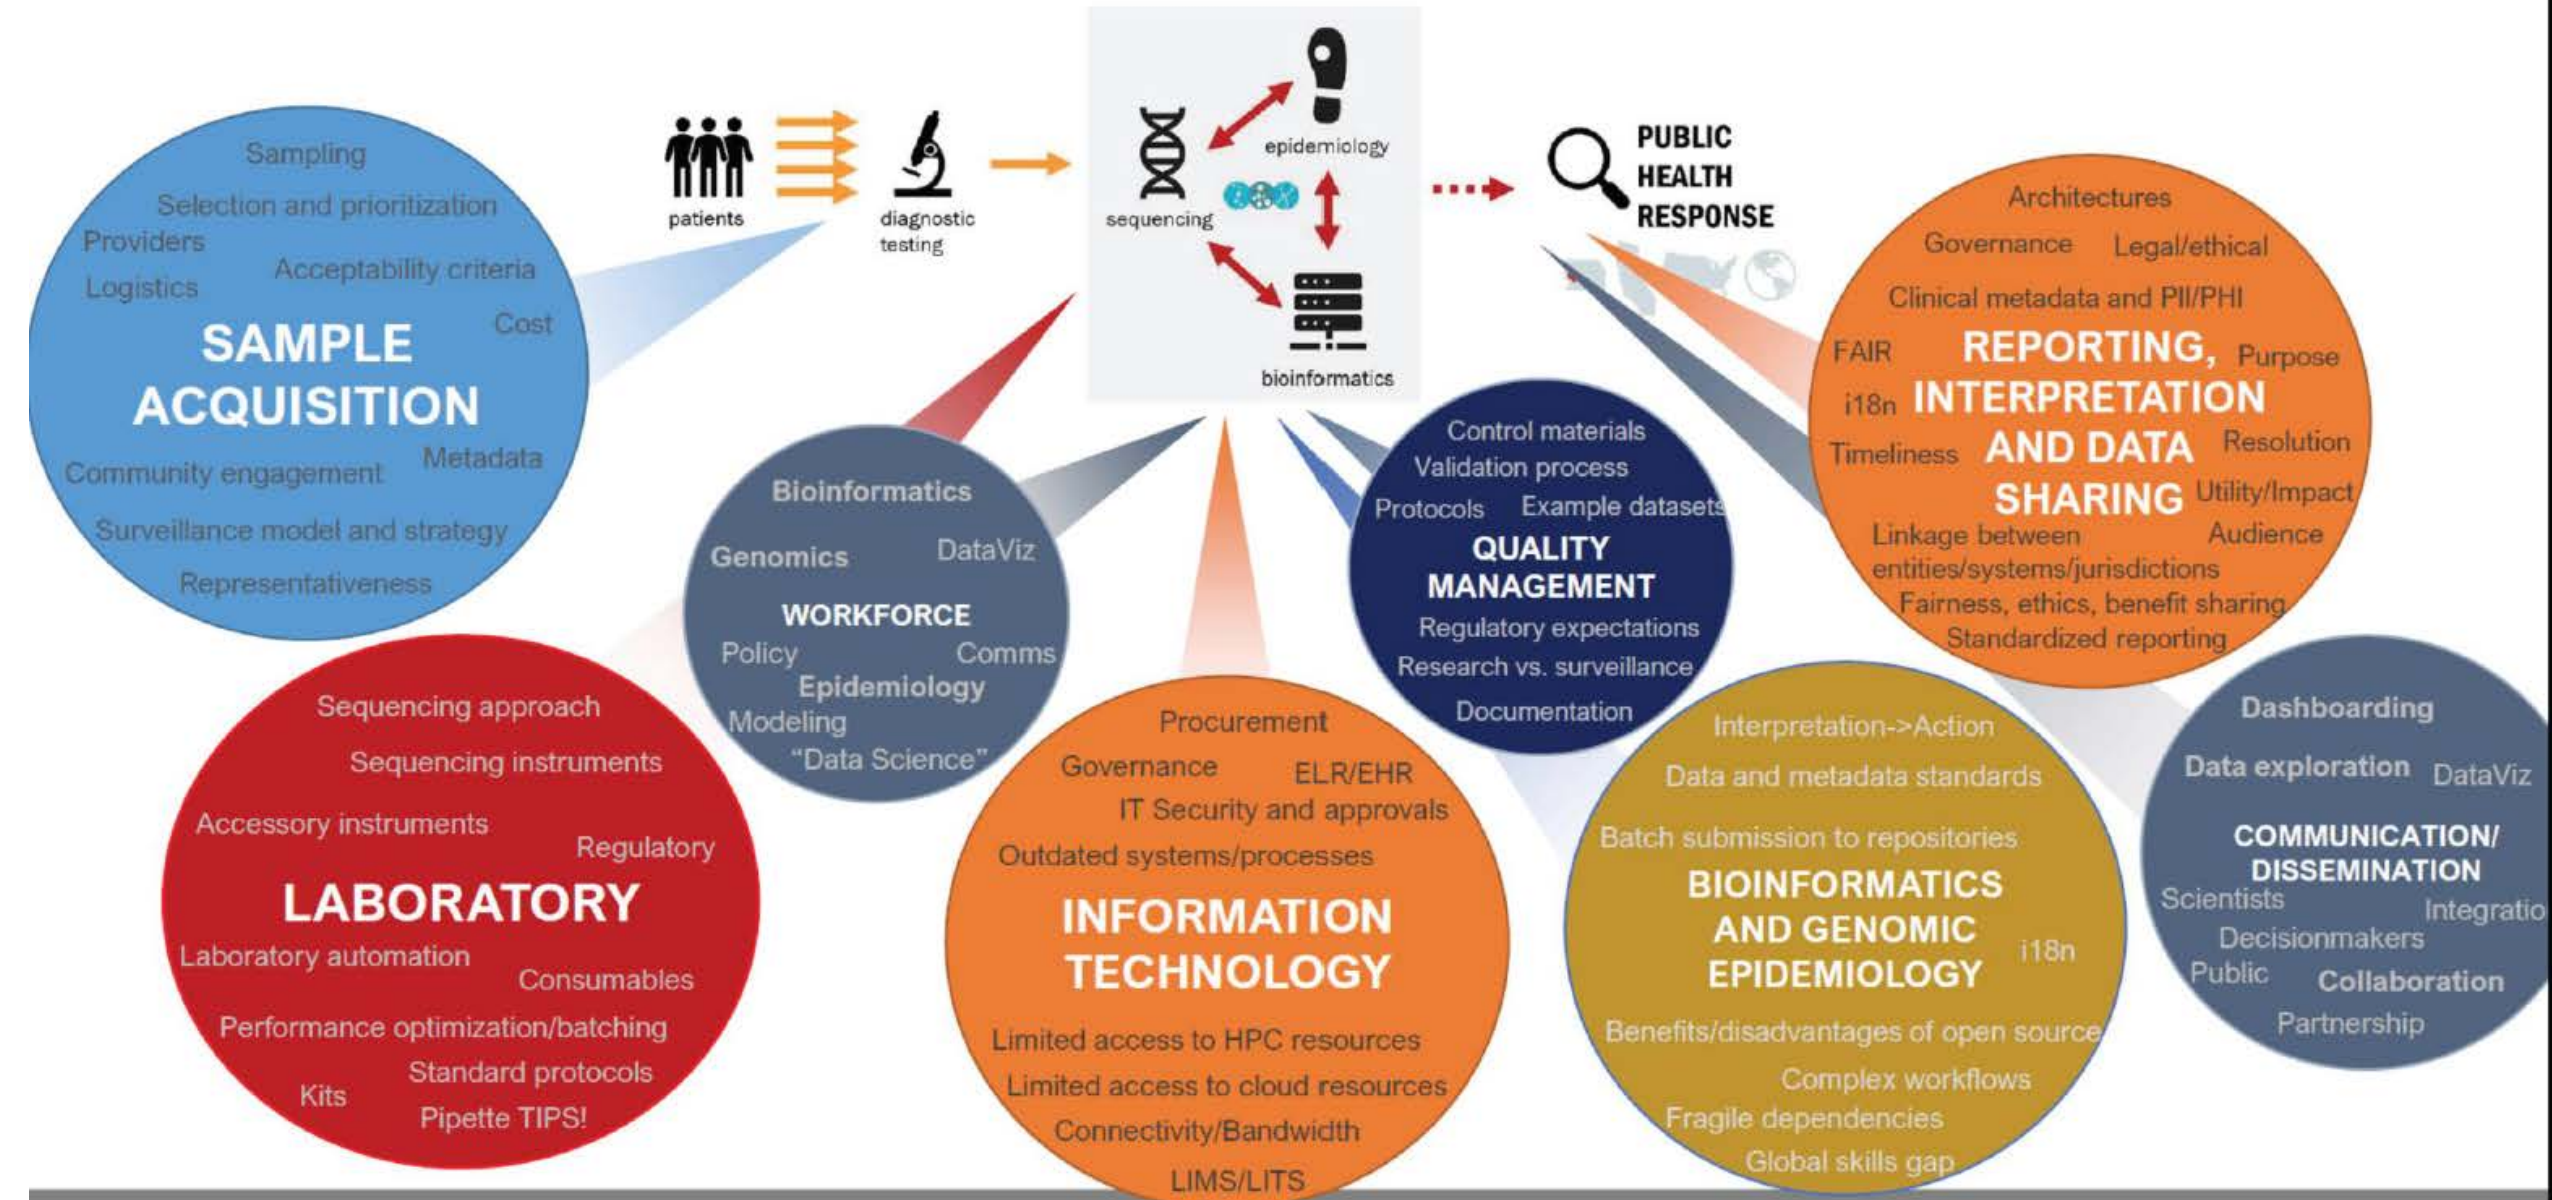 patients
diagnostic
testing
sequencing
epidemiology
bioinformatics
PUBLIC
HEALTH
RESPONSE
Sampling
Selection and prioritization
Providers
Acceptability criteria
Logistics
Cost
SAMPLE
ACQUISITION
Metadata
Community engagement
Surveillance model and strategy
Representativeness
Sequencing approach
Sequencing instruments
Accessory instruments
Regulatory
LABORATORY
Laboratory automation
Consumables
Performance optimization/batching
Standard protocols
Kits
Pipette TIPS!
Bioinformatics
DataViz
Genomics
WORKFORCE
Policy
Comms
Epidemiology
Modeling
“Data Science”
Procurement
Governance
ELR/EHR
IT Security and approvals
Outdated systems/processes
INFORMATION
TECHNOLOGY
Limited access to HPC resources
Limited access to cloud resources
Connectivity/Bandwidth
LIMS/LITS
Control materials
Validation process
Protocols
Example datasets
QUALITY
MANAGEMENT
Regulatory expectations
Research vs. surveillance
Documentation
Interpretation->Action
Data and metadata standards
Batch submission to repositories
BIOINFORMATICS
AND GENOMIC
EPIDEMIOLOGY
i18n
Benefits/disadvantages of open source
Complex workflows
Fragile dependencies
Global skills gap
Architectures
Governance
Legal/ethical
Clinical metadata and PII/PHI
FAIR
REPORTING,
Purpose
i18n
INTERPRETATION
Timeliness
AND DATA
Resolution
SHARING
Utility/Impact
Linkage between
Audience
entities/systems/jurisdictions
Fairness, ethics, benefit sharing
Standardized reporting
Dashboarding
Data exploration
DataViz
COMMUNICATION/
DISSEMINATION
Scientists
Integratio
Decisionmakers
Public
Collaboration
Partnership